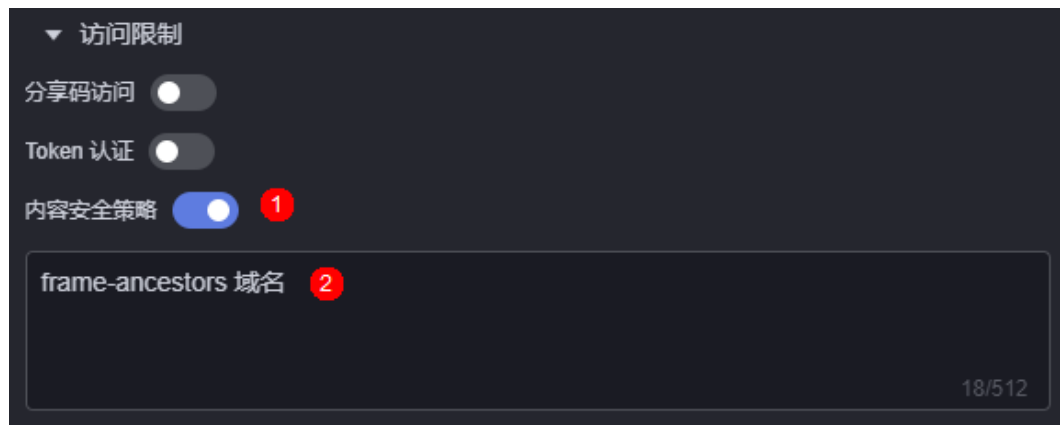 访问限制
分享码访问
Token 认证
内容安全策略 1
frame-ancestors 域名 2
18/512